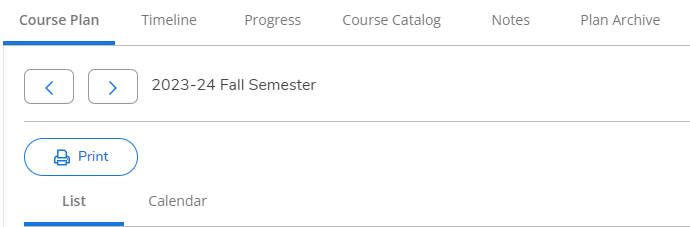 Course Plan Timeline Progress Course Catalog Notes Plan Archive
2023-24 Fall Semester
Print
List Calendar